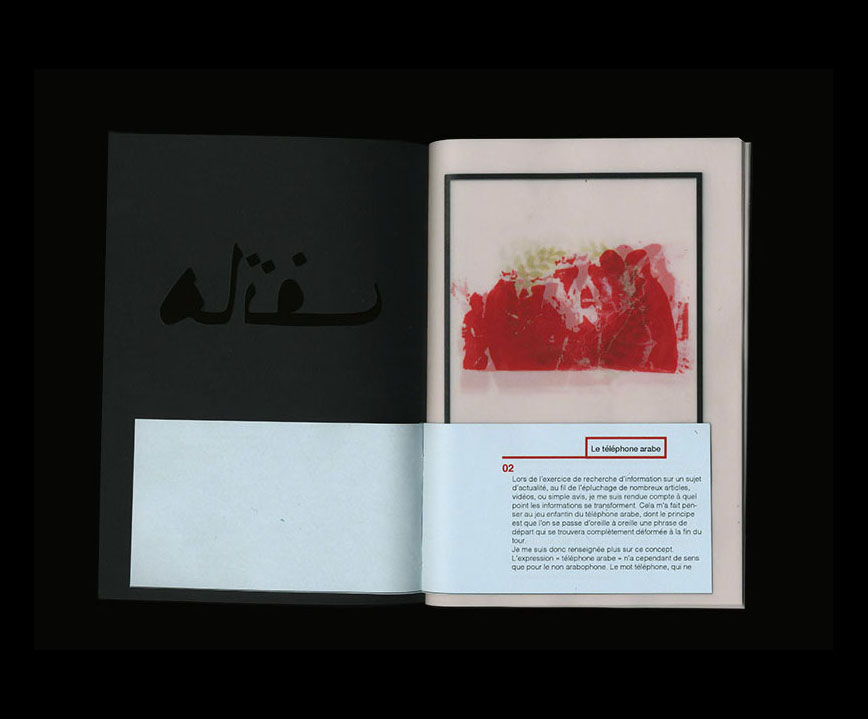 Le téléphone arabe
02
Lors de l'exercice de recherche d'information sur un sujet
d'actualité, au fil de l'épluchage de nombreux articles,
vidéos, ou simple avis, je me suis rendue compte à quel
point les informations se transforment. Cela m'a fait pen-
ser au jeu enfantin du téléphone arabe, dont le principe
est que l'on se passe d'oreille à oreille une phrase de
départ qui se trouvera complètement déformée à la fin du
tour.
Je me suis donc renseignée plus sur ce concept.
L'expression « téléphone arabe » n'a cependant de sens
que pour le non arabophone. Le mot téléphone, qui ne